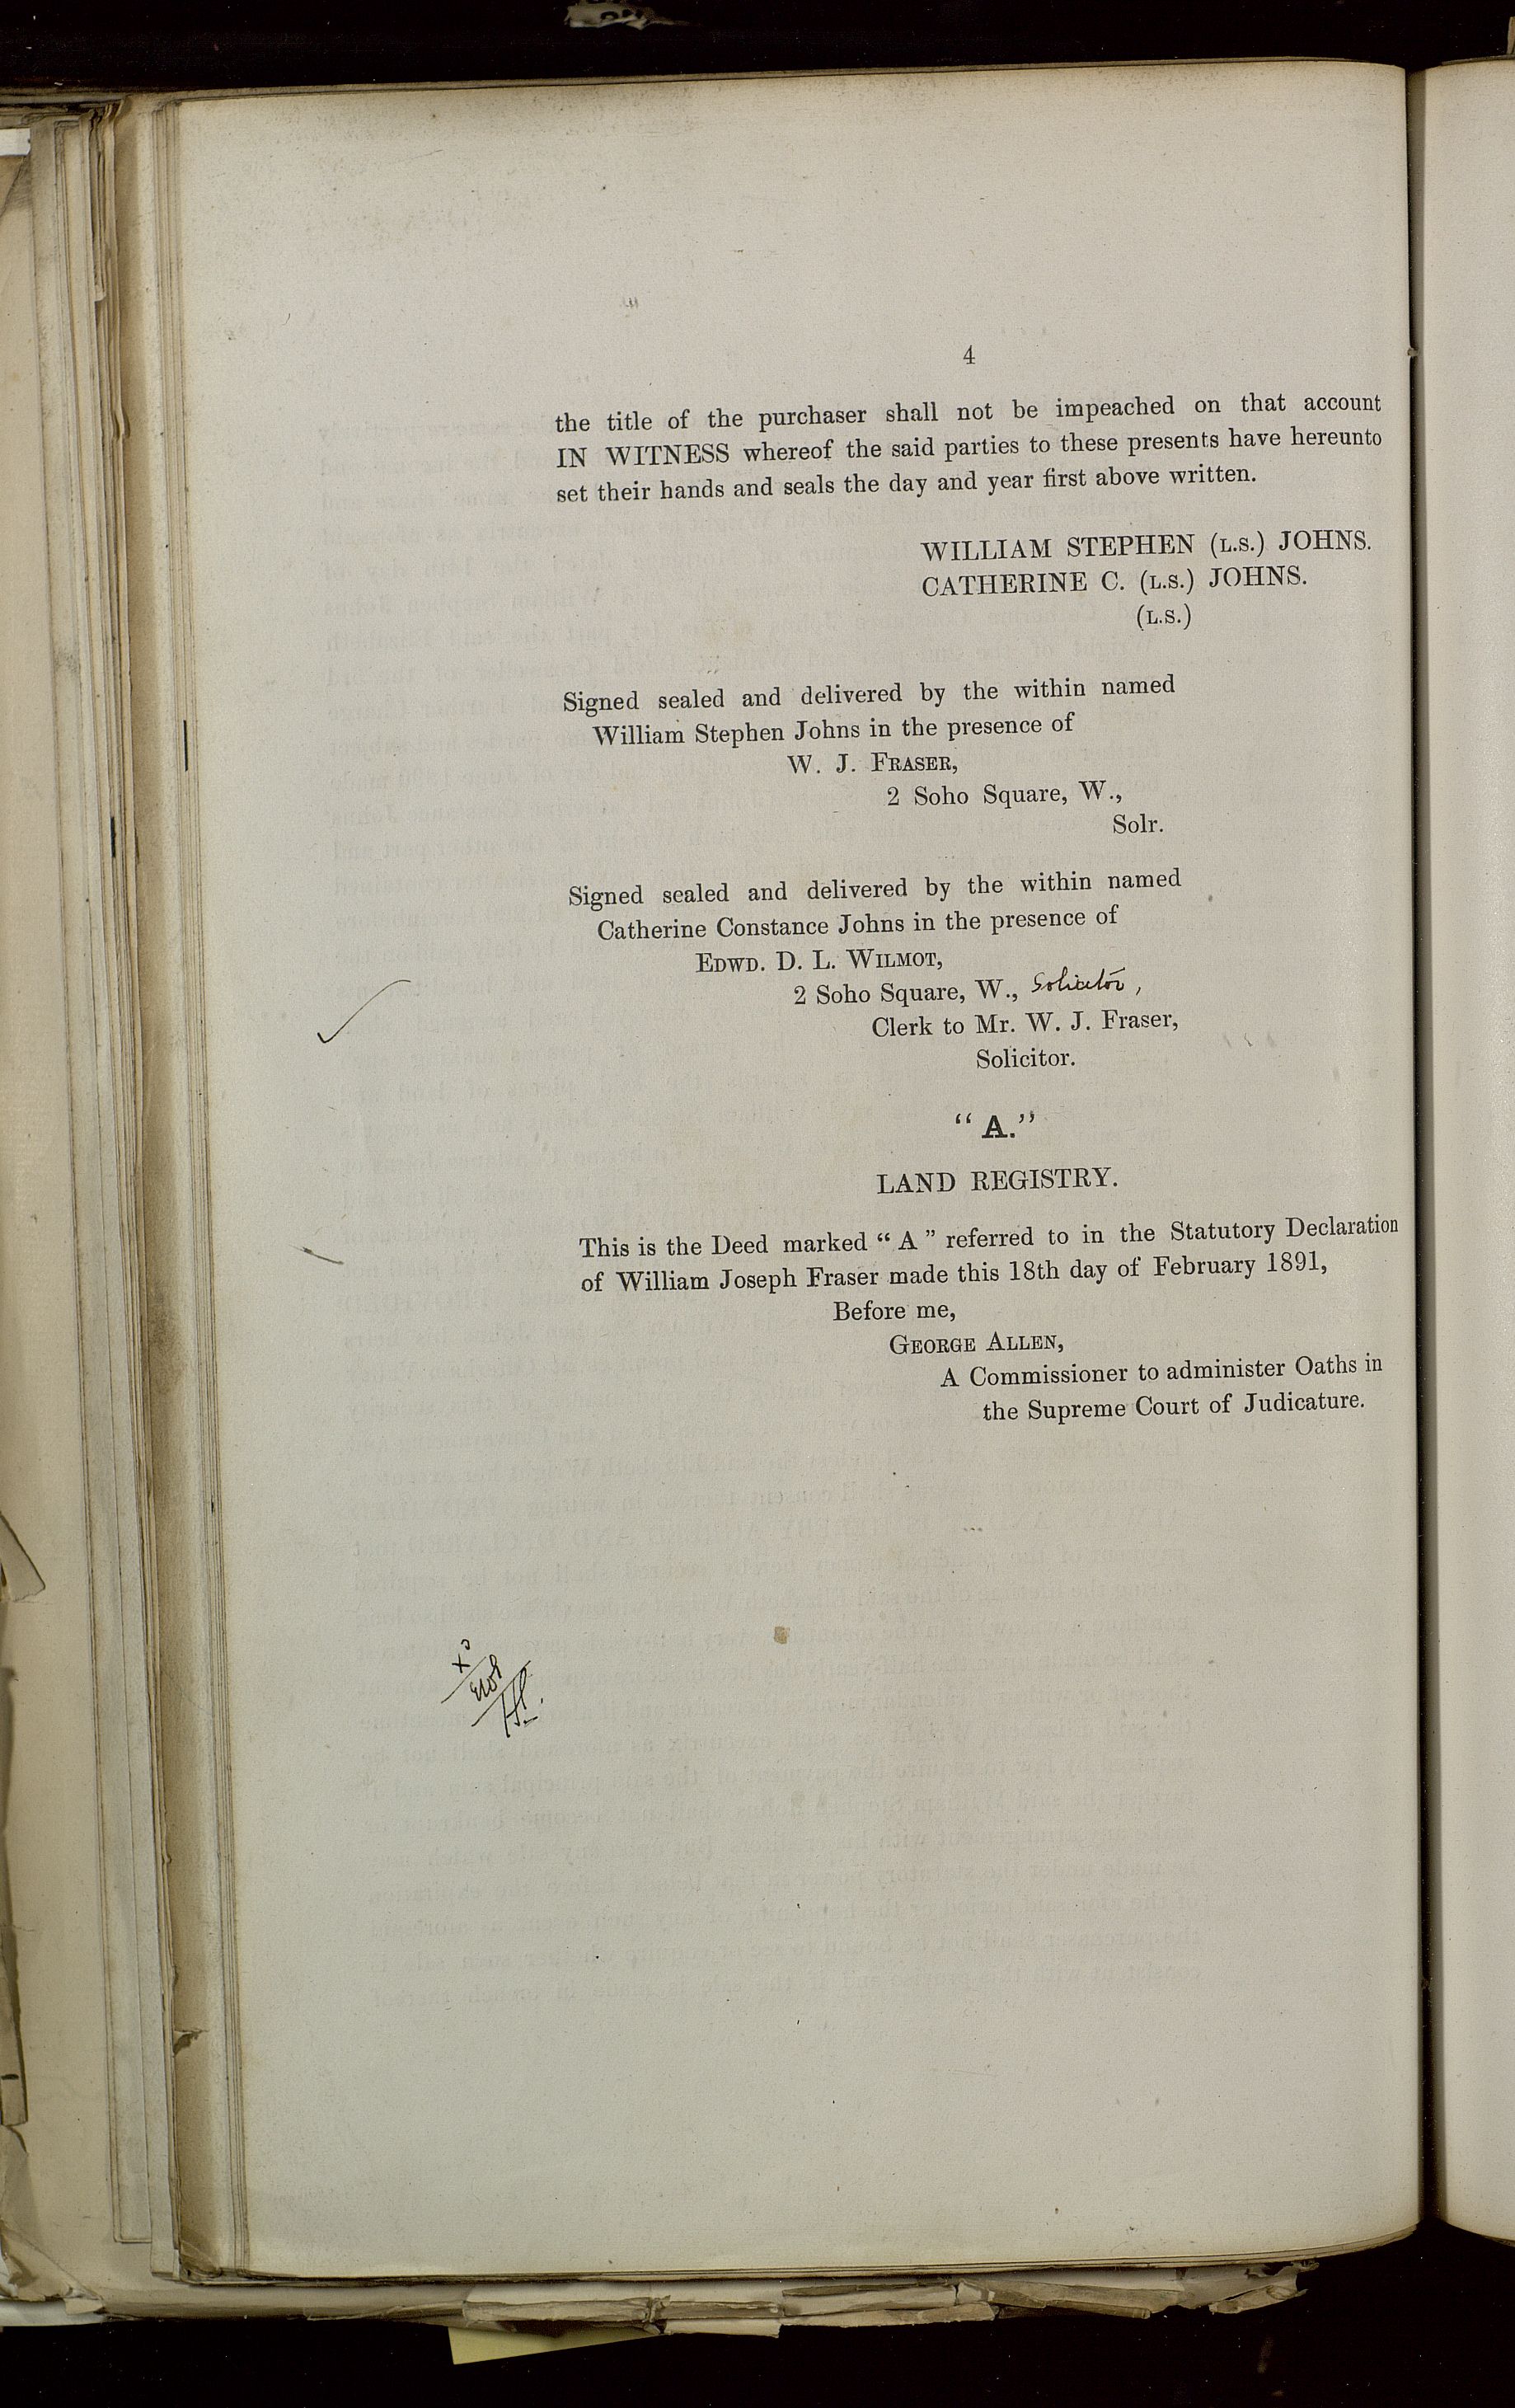 4
the title of the purchaser shall not be impeached on that account
IN WITNESS whereof the said parties to these presents have hereunto
set their hands and seals the day and year first above written.
WILLIAM STEPHEN (L.S.) JOHNS.
CATHERINE C. (L.S.) JOHNS.
(L.S.)
Signed sealed and delivered by the within named
William Stephen Johns in the presence of
W. J. FRASER,
2 Soho Square, W.,
Solr.
Signed sealed and delivered by the within named
Catherine Constance Johns in the presence of
EDWD. D. L. WILMOT,
2 Soho Square, W., Solicitor,
Clerk to Mr. W. J. Fraser,
Solicitor.
"A."
LAND REGISTRY.
This is the Deed marked "A" referred to in the Statutory Declaration
of William Joseph Fraser made this 18th day of February 1891,
Before me,
GEORGE ALLEN,
A Commissioner to administer Oaths in
the Supreme Court of Judicature.